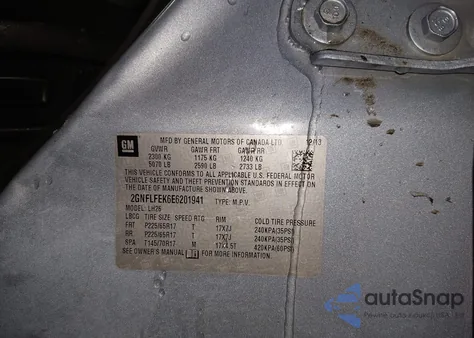 GM
MFD BY GENERAL MOTORS OF CANADA LTD.
12/13
GVWR GAWR FRT GAWR RR
2300 KG 1175 KG 1240 KG
5070 LB 2590 LB 2733 LB
THIS VEHICLE CONFORMS TO ALL APPLICABLE U.S. FEDERAL MOTOR
VEHICLE SAFETY AND THEFT PREVENTION STANDARDS IN EFFECT ON
THE DATE OF MANUFACTURE SHOWN ABOVE.
2GNFLFEK6E6201941 TYPE: M.P.V.
MODEL: LH26
TIRE SIZE SPEED RTG RIM COLD TIRE PRESSURE
FRT P225/65R17 T 17X7J 240KPA(35PSI)
RR P225/65R17 T 17X7J 240KPA(35PSI)
SPA T145/70R17 M 17X4.5T 420KPA(60PSI)
SEE OWNER'S MANUAL FOR MORE INFORMATION.
autoSnap